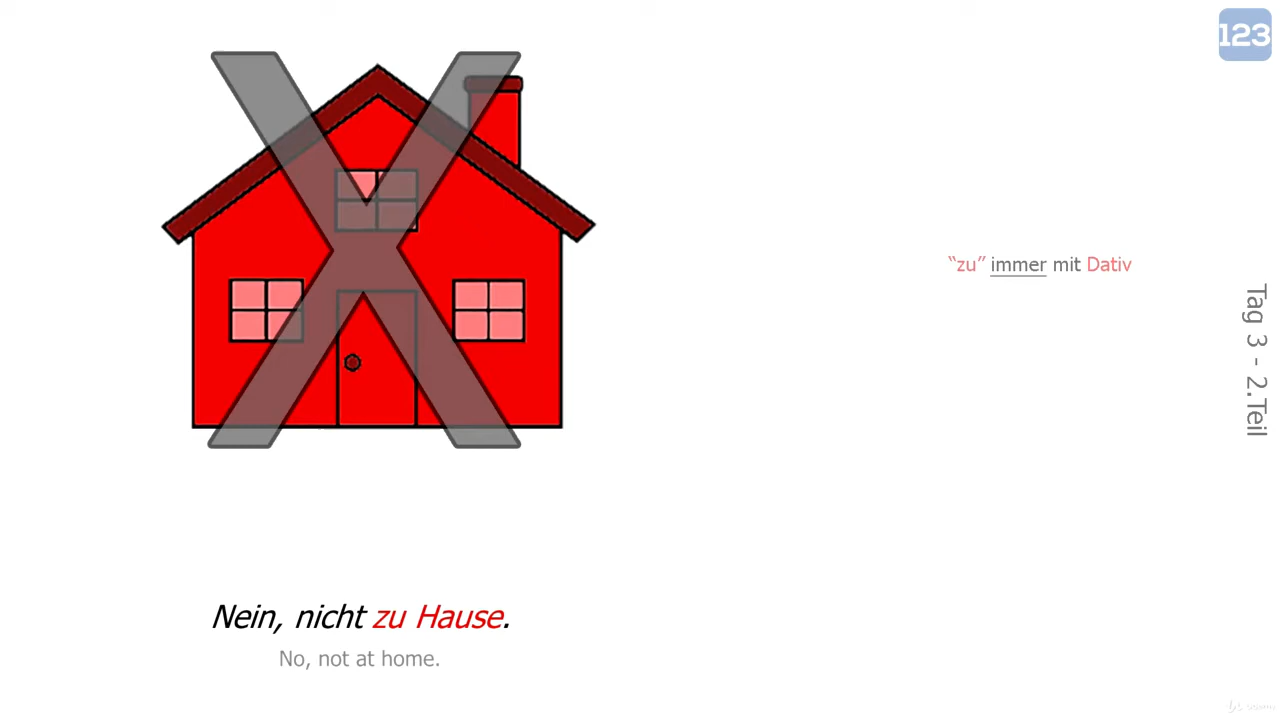 123
“zu” immer mit Dativ
Tag 3 - 2.Teil
Nein, nicht zu Hause.
No, not at home.